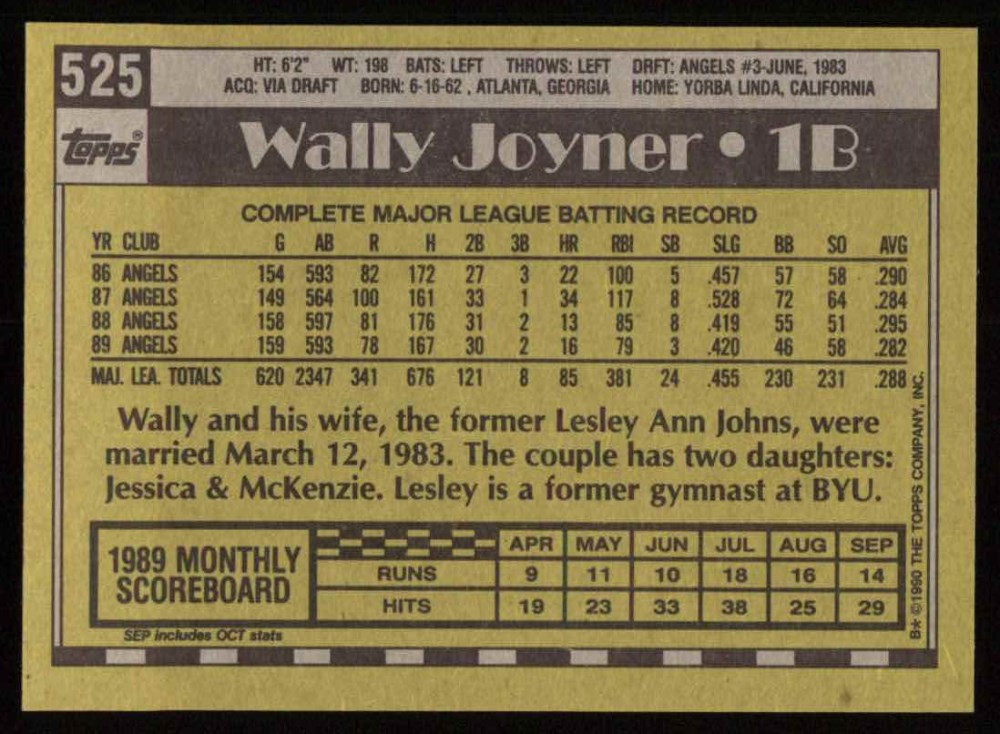 525
HT: 6'2" WT: 198 BATS: LEFT THROWS: LEFT DRFT: ANGELS #3-JUNE, 1983
ACQ: VIA DRAFT BORN: 6-16-62 , ATLANTA, GEORGIA HOME: YORBA LINDA, CALIFORNIA
topps®
Wally Joyner • 1B
COMPLETE MAJOR LEAGUE BATTING RECORD
YR CLUB G AB R H 2B 3B HR RBI SB SLG BB SO AVG
86 ANGELS 154 593 82 172 27 3 22 100 5 .457 57 58 .290
87 ANGELS 149 564 100 161 33 1 34 117 8 .528 72 64 .284
88 ANGELS 158 597 81 176 31 2 13 85 8 .419 55 51 .295
89 ANGELS 159 593 78 167 30 2 16 79 3 .420 46 58 .282
MAJ. LEA. TOTALS 620 2347 341 676 121 8 85 381 24 .455 230 231 .288
Wally and his wife, the former Lesley Ann Johns, were
married March 12, 1983. The couple has two daughters:
Jessica & McKenzie. Lesley is a former gymnast at BYU.
1989 MONTHLY
SCOREBOARD
APR MAY JUN JUL AUG SEP
RUNS 9 11 10 18 16 14
HITS 19 23 33 38 25 29
SEP includes OCT stats
B* ©1990 THE TOPPS COMPANY, INC.